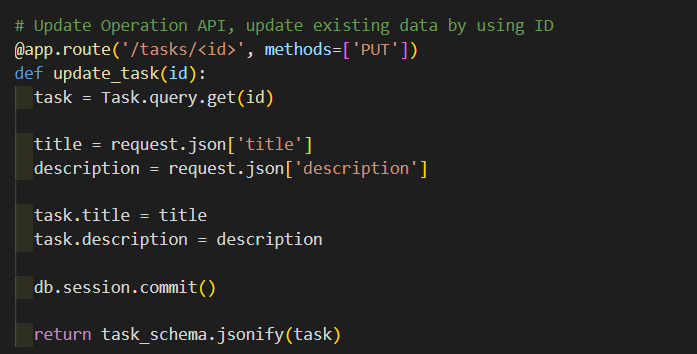 # Update Operation API, update existing data by using ID
@app.route('/tasks/<id>', methods=['PUT'])
def update_task(id):
  task = Task.query.get(id)

  title = request.json['title']
  description = request.json['description']

  task.title = title
  task.description = description

  db.session.commit()

  return task_schema.jsonify(task)